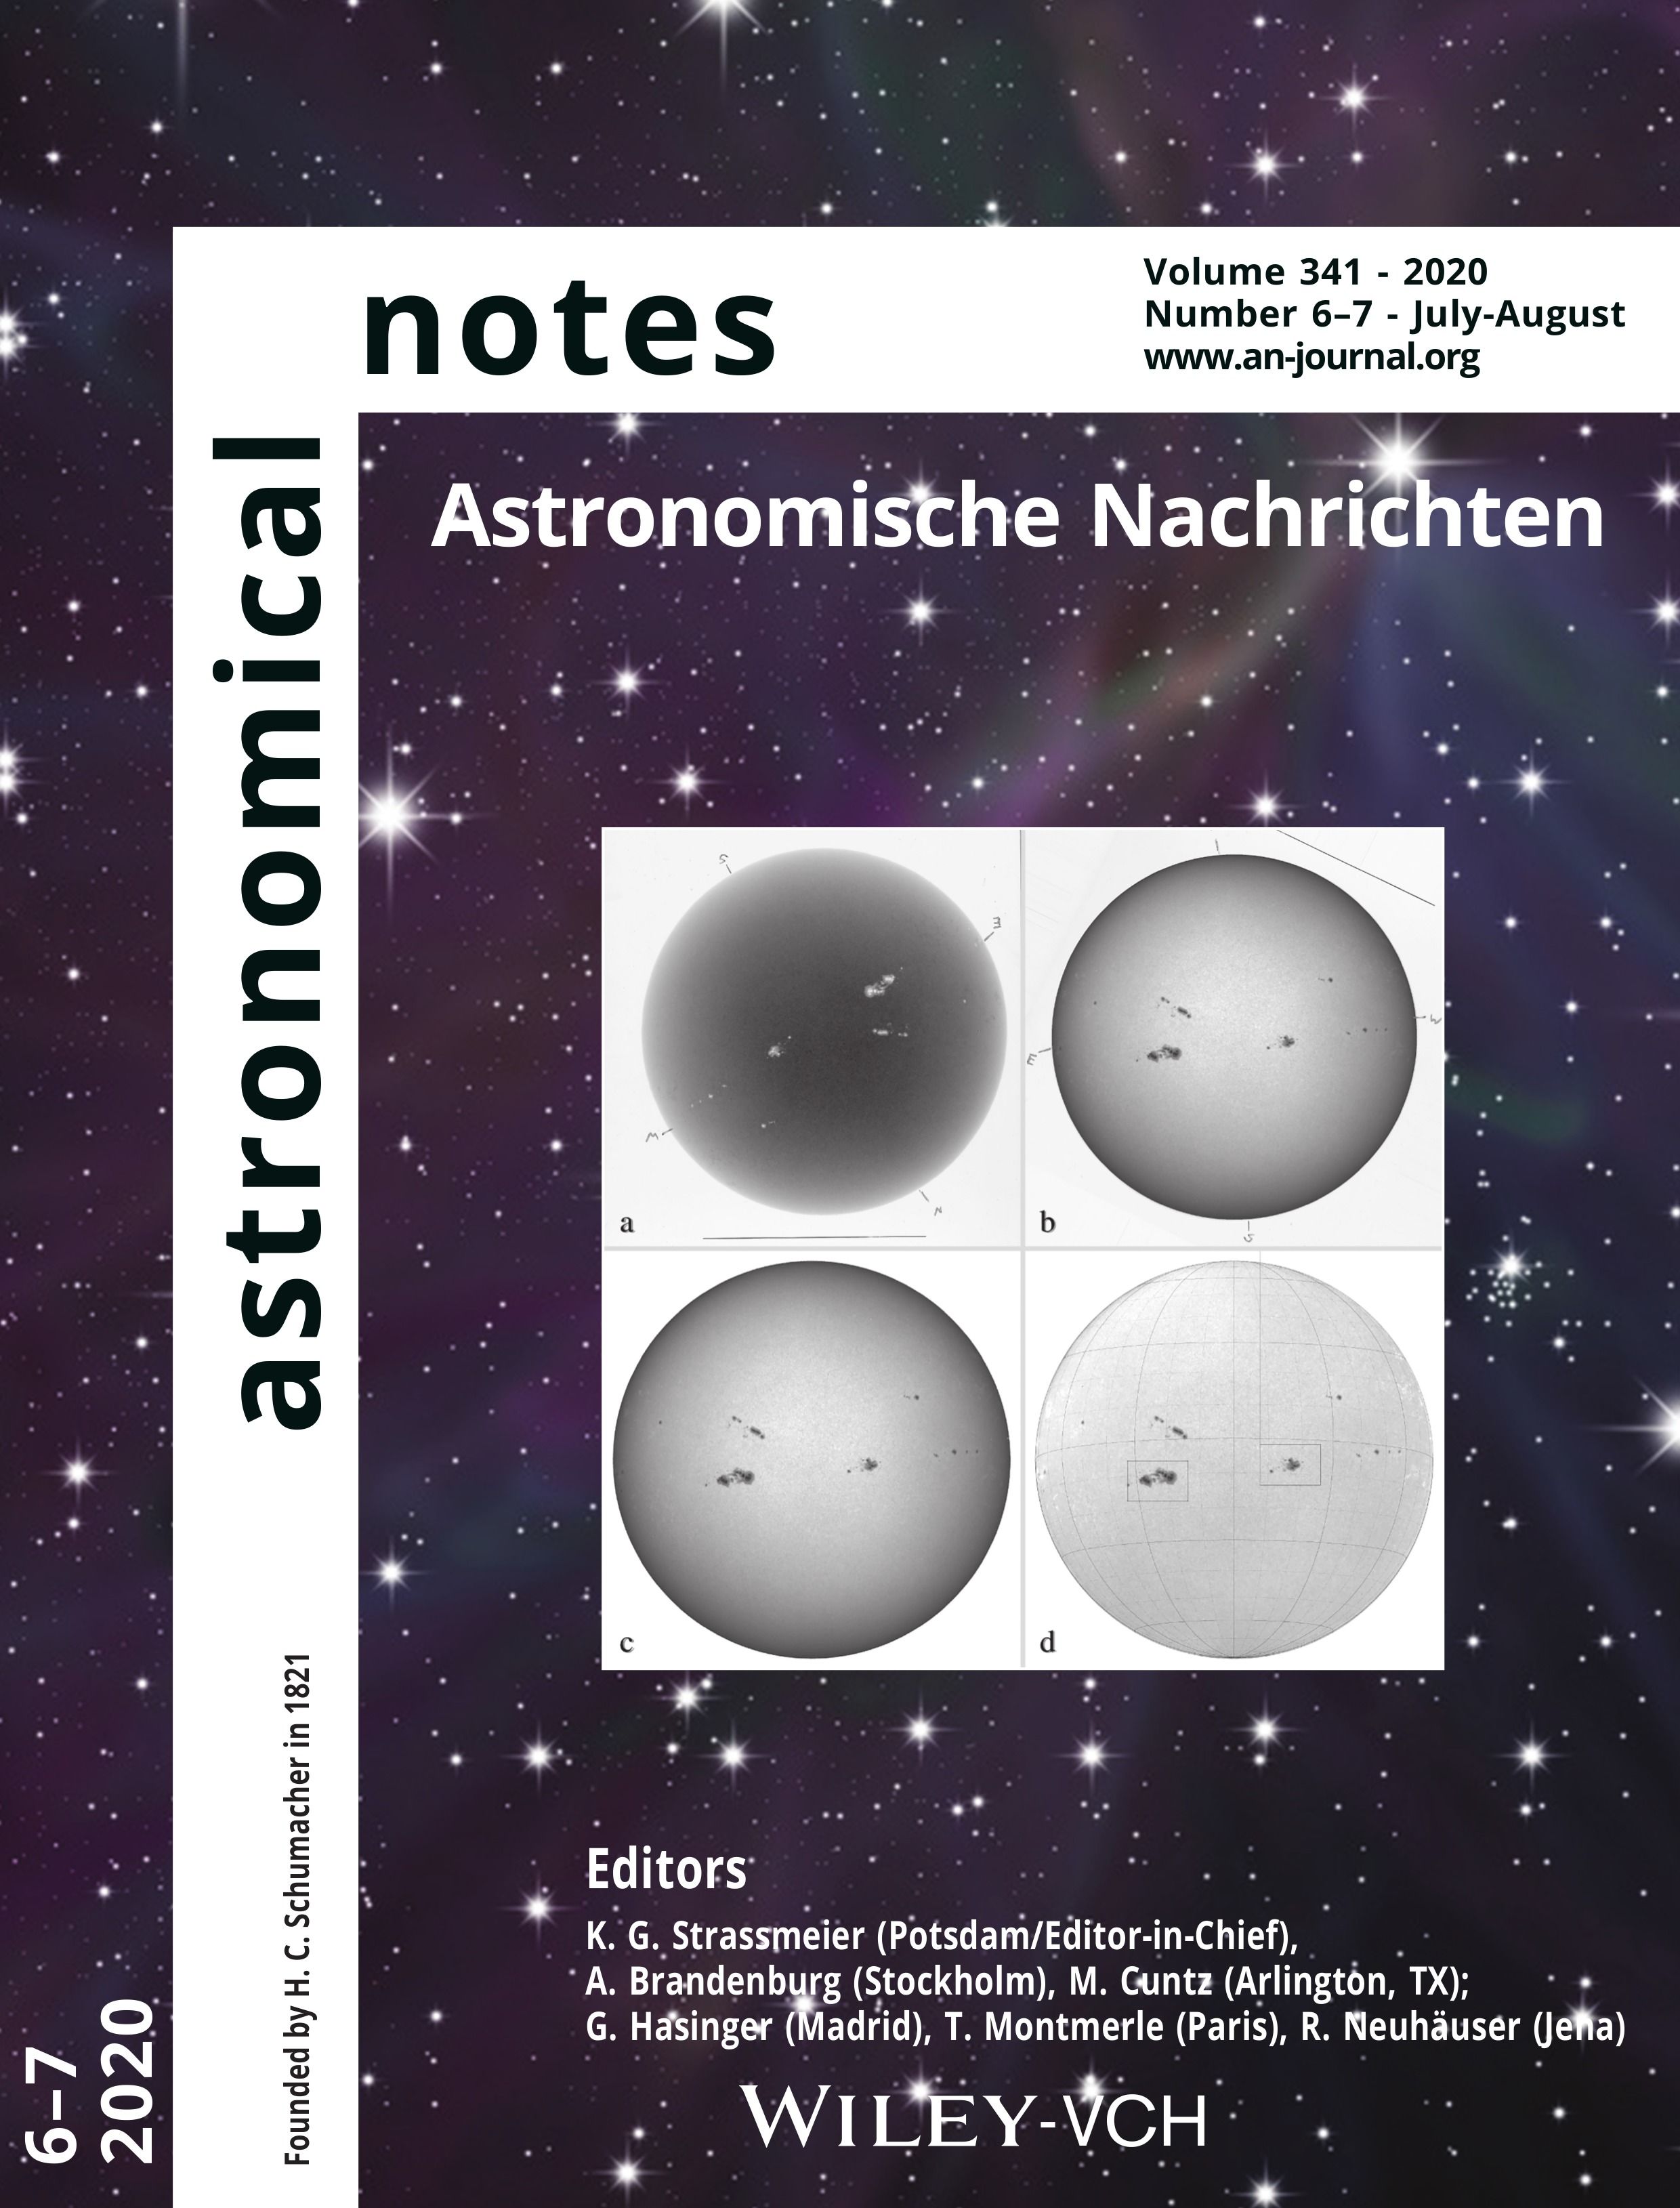 notes
Volume 341 - 2020
Number 6–7 - July-August
www.an-journal.org
astronomical
Astronomische Nachrichten
S
E
W
N
a
E
W
S
b
c
d
Founded by H. C. Schumacher in 1821
6–7
2020
Editors
K. G. Strassmeier (Potsdam/Editor-in-Chief),
A. Brandenburg (Stockholm), M. Cuntz (Arlington, TX);
G. Hasinger (Madrid), T. Montmerle (Paris), R. Neuhäuser (Jena)
WILEY-VCH